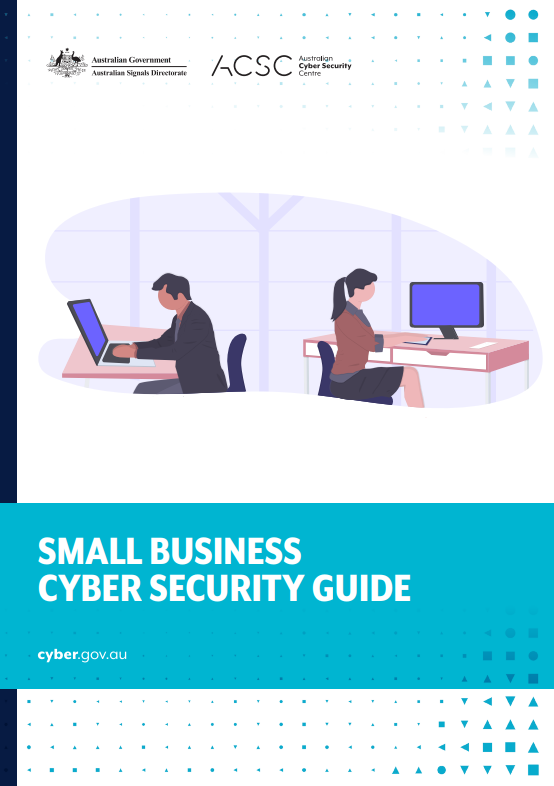 Australian Government
Australian Signals Directorate
ACSC
Australian
Cyber Security
Centre
SMALL BUSINESS
CYBER SECURITY GUIDE
cyber.gov.au